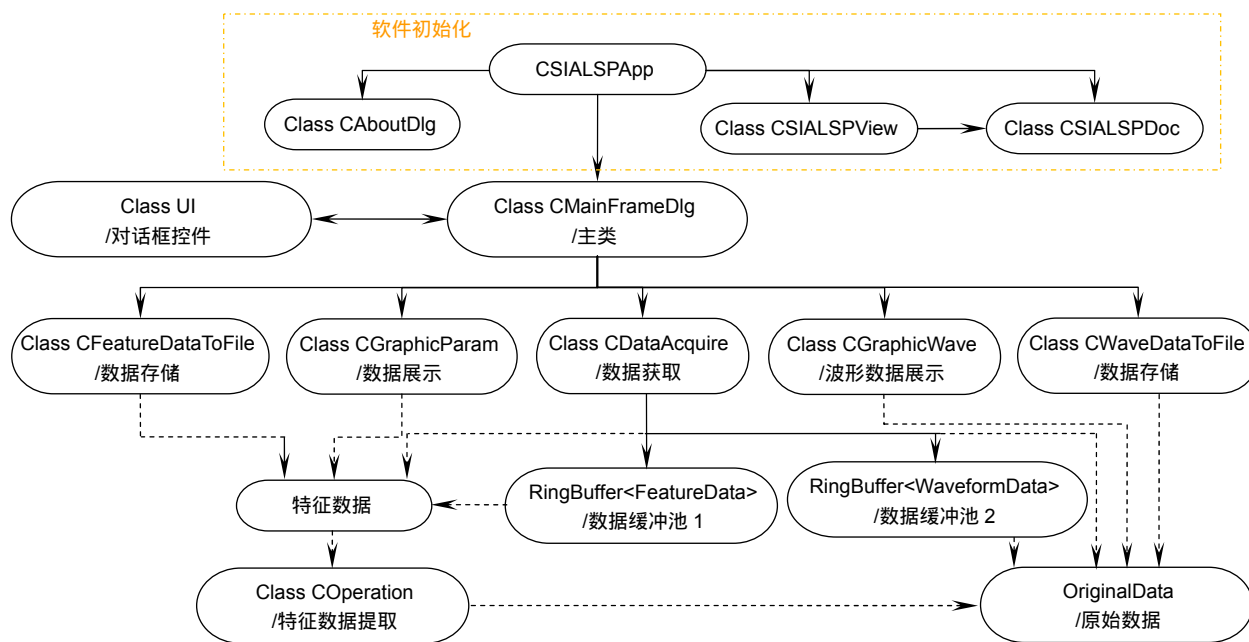 软件初始化
CSIALSPApp
Class CAboutDlg
Class CSIALSPView
Class CSIALSPDoc
Class UI
/对话框控件
Class CMainFrameDlg
/主类
Class CFeatureDataToFile
/数据存储
Class CGraphicParam
/数据展示
Class CDataAcquire
/数据获取
Class CGraphicWave
/波形数据展示
Class CWaveDataToFile
/数据存储
特征数据
RingBuffer<FeatureData>
/数据缓冲池 1
RingBuffer<WaveformData>
/数据缓冲池 2
Class COperation
/特征数据提取
OriginalData
/原始数据